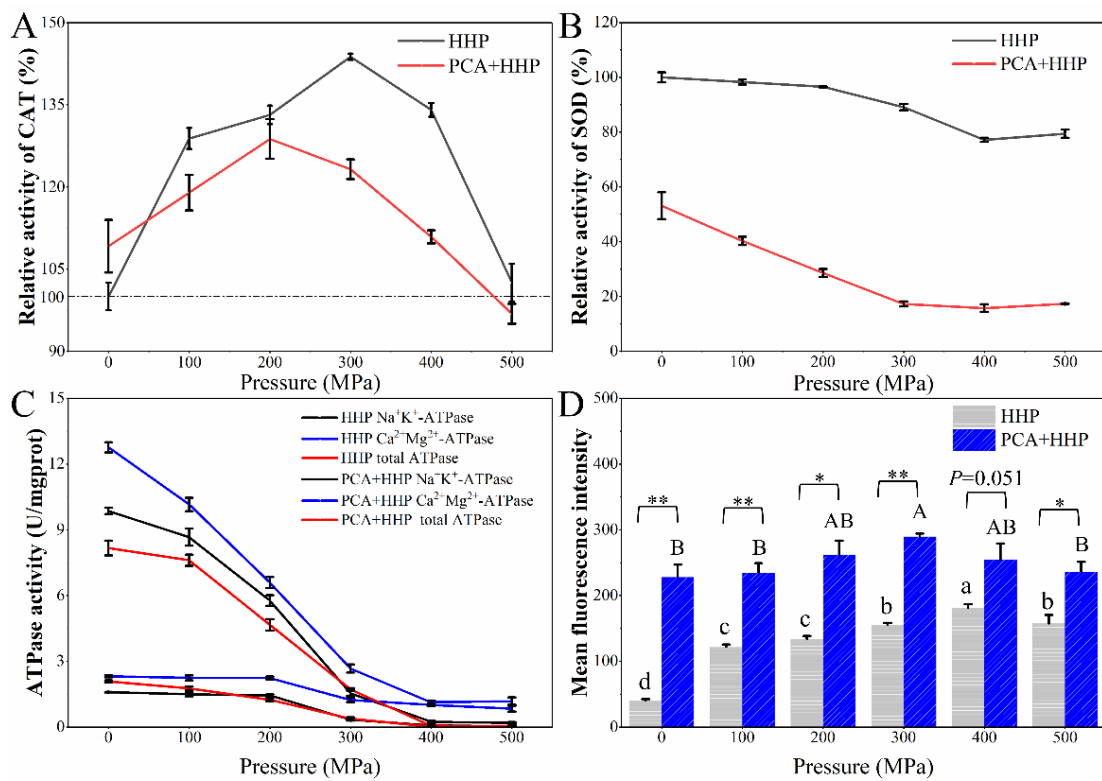 A
150
135
120
105
100
90
Relative activity of CAT (%)
HHP
PCA+HHP
0 100 200 300 400 500
Pressure (MPa)
B
120
100
80
60
40
20
0
Relative activity of SOD (%)
HHP
PCA+HHP
0 100 200 300 400 500
Pressure (MPa)
C
15
12
9
6
3
0
ATPase activity (U/mgprot)
HHP Na⁺K⁺-ATPase
HHP Ca²⁺Mg²⁺-ATPase
HHP total ATPase
PCA+HHP Na⁺K⁺-ATPase
PCA+HHP Ca²⁺Mg²⁺-ATPase
PCA+HHP total ATPase
0 100 200 300 400 500
Pressure (MPa)
D
500
400
300
200
100
0
Mean fluorescence intensity
HHP
PCA+HHP
** ** * ** P=0.051 *
d B c B c AB b A a AB b B
0 100 200 300 400 500
Pressure (MPa)